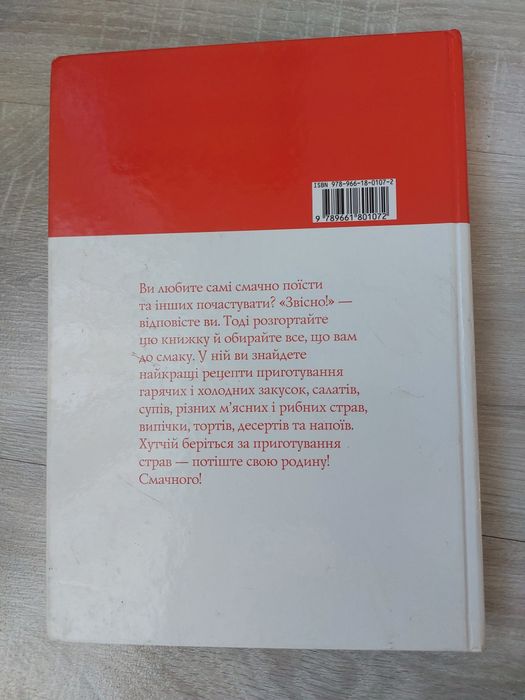 ISBN 978-966-18-0107-2
9 789661 801072
Ви любите самі смачно поїсти
та інших почастувати? «Звісно!» —
відповісте ви. Тоді розгортайте
цю книжку й обирайте все, що вам
до смаку. У ній ви знайдете
найкращі рецепти приготування
гарячих і холодних закусок, салатів,
супів, різних м'ясних і рибних страв,
випічки, тортів, десертів та напоїв.
Хутчій беріться за приготування
страв — потіште свою родину!
Смачного!